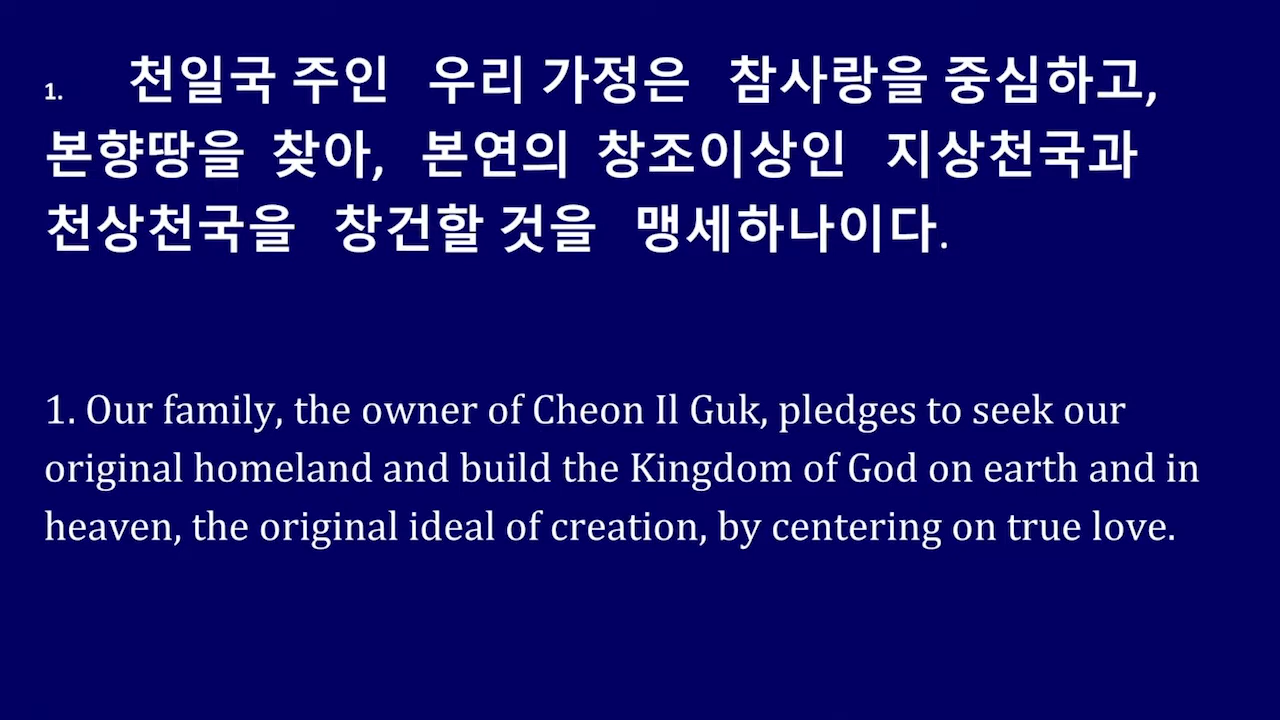 1. 천일국 주인 우리 가정은 참사랑을 중심하고,
본향땅을 찾아, 본연의 창조이상인 지상천국과
천상천국을 창건할 것을 맹세하나이다.
1. Our family, the owner of Cheon Il Guk, pledges to seek our
original homeland and build the Kingdom of God on earth and in
heaven, the original ideal of creation, by centering on true love.